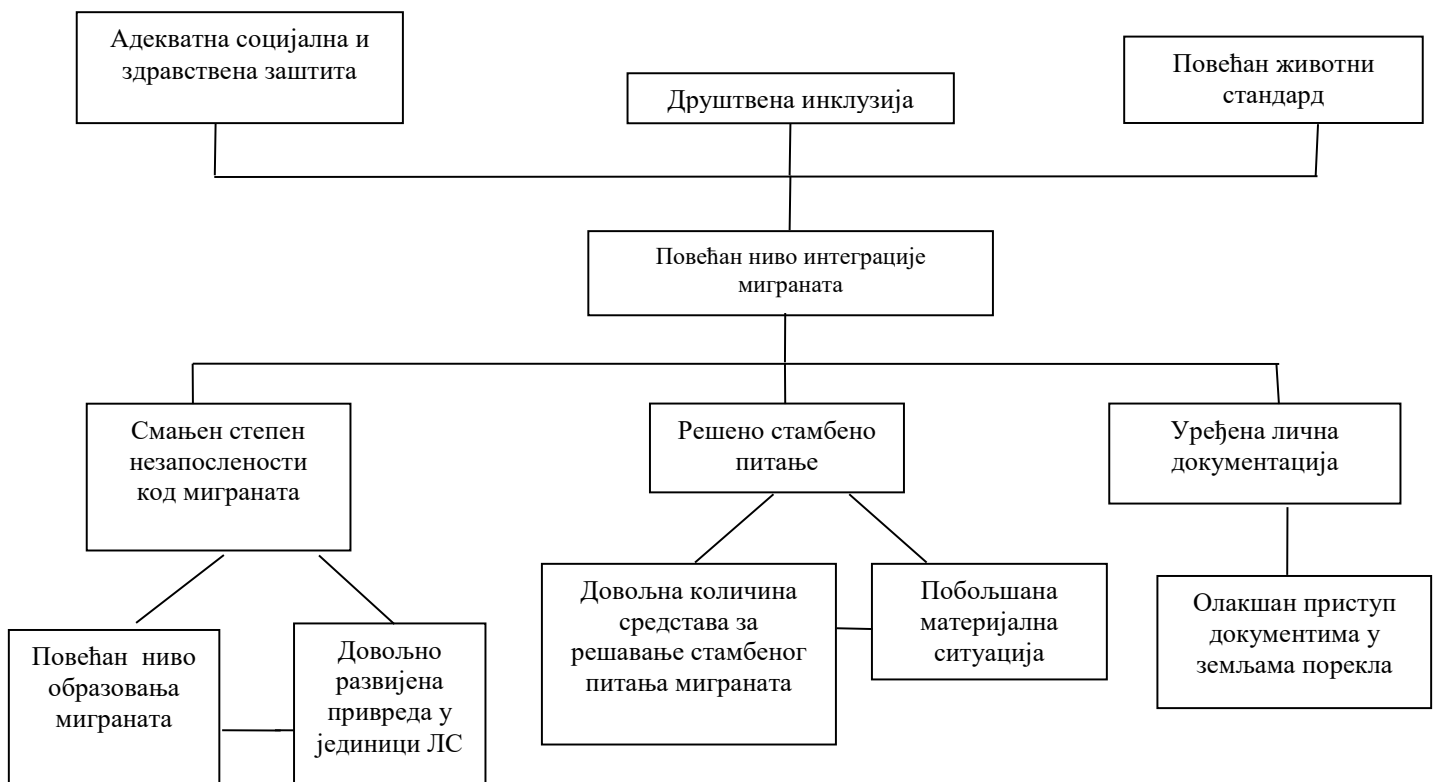 Адекватна социјална и
здравствена заштита
Друштвена инклузија
Повећан животни
стандард
Повећан ниво интеграције
миграната
Смањен степен
незапослености
код миграната
Решено стамбено
питање
Уређена лична
документација
Повећан ниво
образовања
миграната
Довољно
развијена
привреда у
јединици ЛС
Довољна количина
средстава за
решавање стамбеног
питања миграната
Побољшана
материјална
ситуација
Олакшан приступ
документима у
земљама порекла